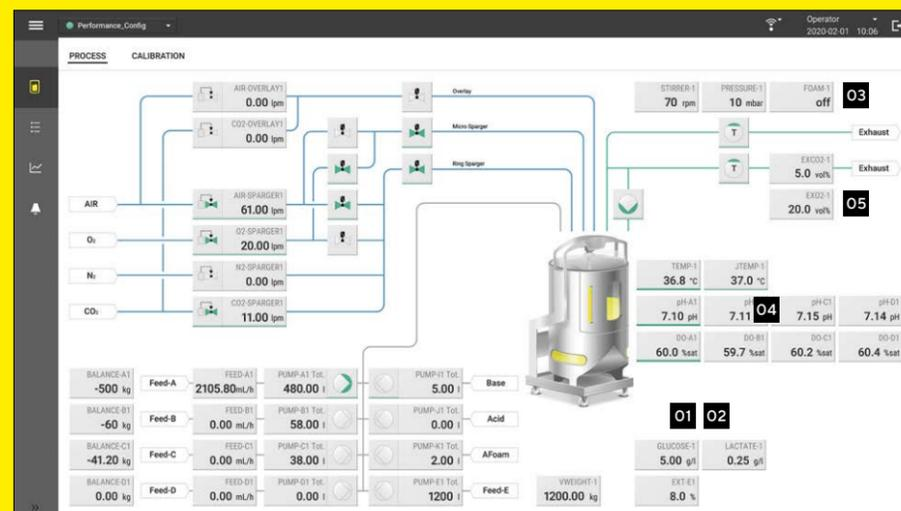 Performance_Config
Operator
2020-02-01 10:06
PROCESS CALIBRATION
AIR-OVERLAY1
0.00 lpm
Overlay
STIRRER-1
70 rpm
PRESSURE-1
10 mbar
FOAM-1
off
03
CO2-OVERLAY1
0.00 lpm
Micro Sparger
T
Exhaust
Ring Sparger
T
EXCO2-1
5.0 vol%
Exhaust
AIR
AIR-SPARGER1
61.00 lpm
EXO2-1
20.0 vol%
05
O₂
O2-SPARGER1
20.00 lpm
N₂
N2-SPARGER1
0.00 lpm
TEMP-1
36.8 °C
JTEMP-1
37.0 °C
CO₂
CO2-SPARGER1
11.00 lpm
pH-A1
7.10 pH
pH
7.11
04
pH-C1
7.15 pH
pH-D1
7.14 pH
DO-A1
60.0 %sat
DO-B1
59.7 %sat
DO-C1
60.2 %sat
DO-D1
60.4 %sat
BALANCE-A1
-500 kg
Feed-A
FEED-A1
2105.80mL/h
PUMP-A1 Tot.
480.00 l
PUMP-I1 Tot.
5.00 l
Base
BALANCE-B1
-60 kg
Feed-B
FEED-B1
0.00 mL/h
PUMP-B1 Tot.
58.00 l
PUMP-J1 Tot.
0.00 l
Acid
01 02
BALANCE-C1
-41.20 kg
Feed-C
FEED-C1
0.00 mL/h
PUMP-C1 Tot.
38.00 l
PUMP-K1 Tot.
2.00 l
AFoam
GLUCOSE-1
5.00 g/l
LACTATE-1
0.25 g/l
BALANCE-D1
0.00 kg
Feed-D
FEED-D1
0.00 mL/h
PUMP-D1 Tot.
0.00 l
PUMP-E1 Tot.
1200 l
Feed-E
VWEIGHT-1
1200.00 kg
EXT-E1
8.0 %